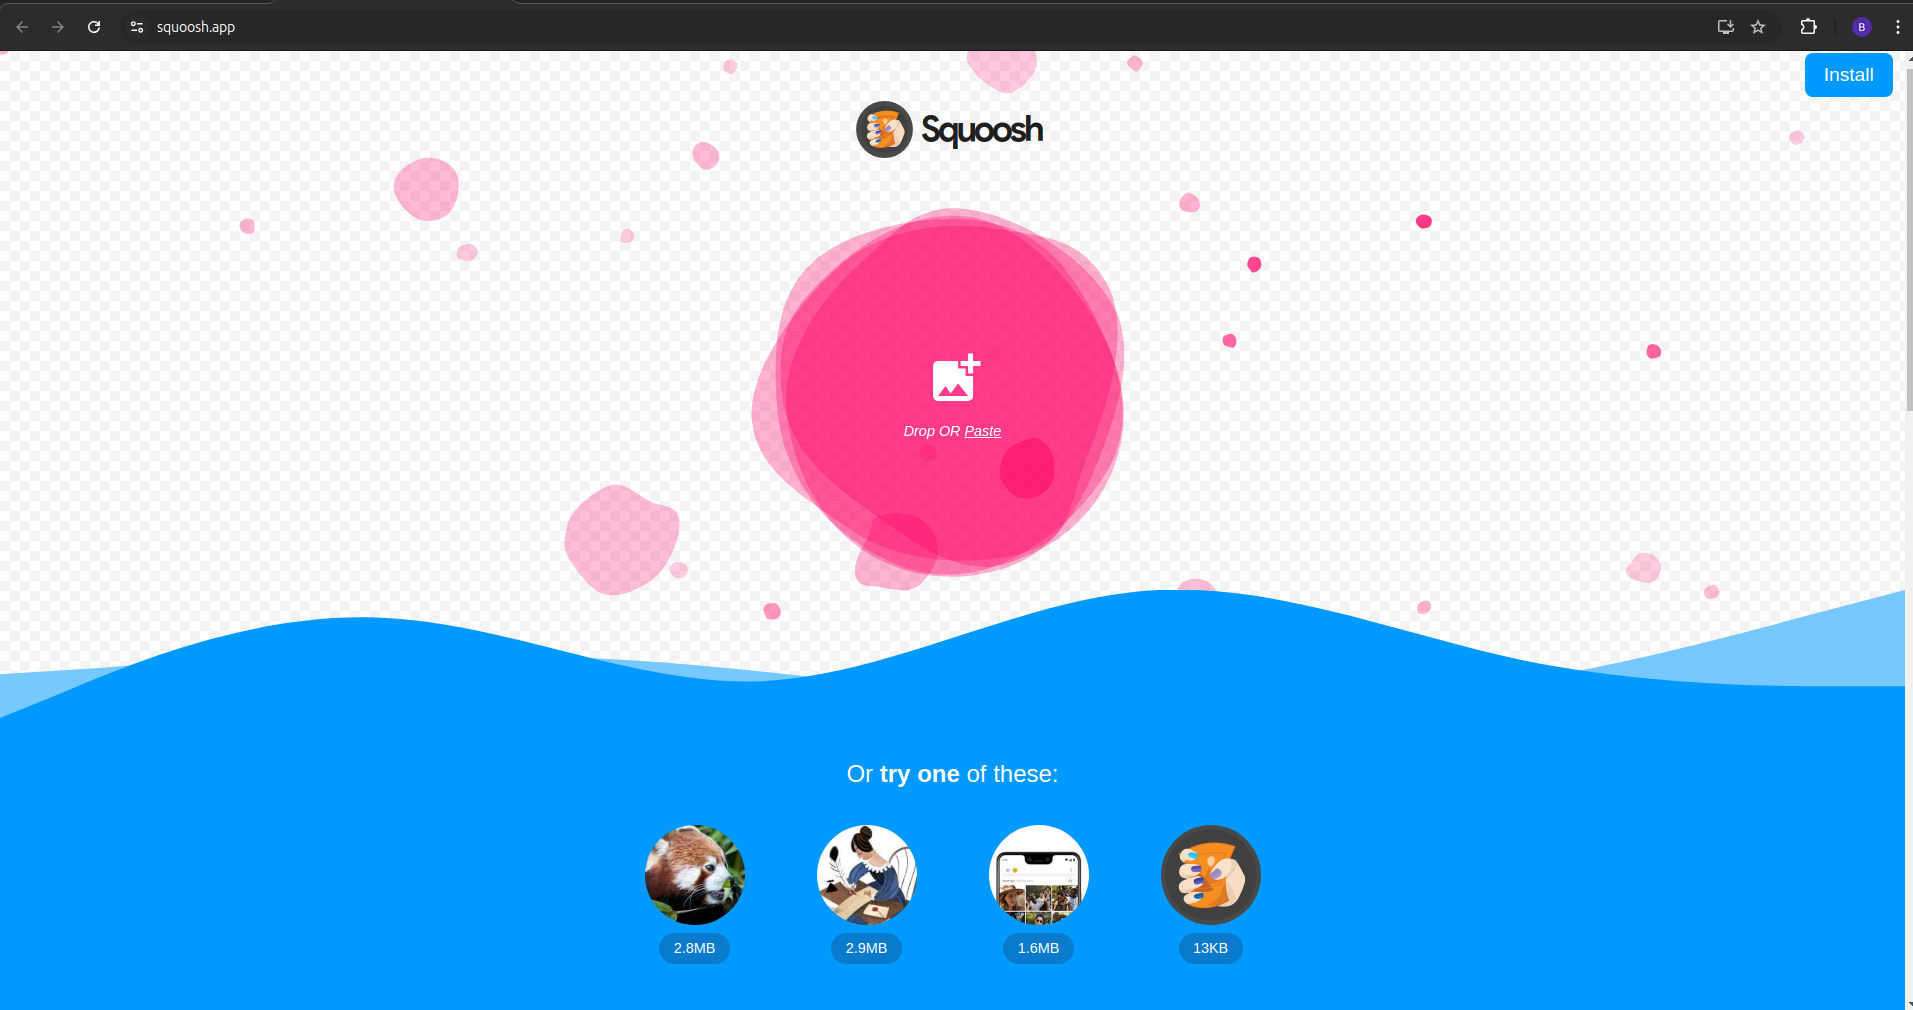 squoosh.app
B
Install
Squoosh
Drop OR Paste
Or try one of these:
2.8MB
2.9MB
1.6MB
13KB